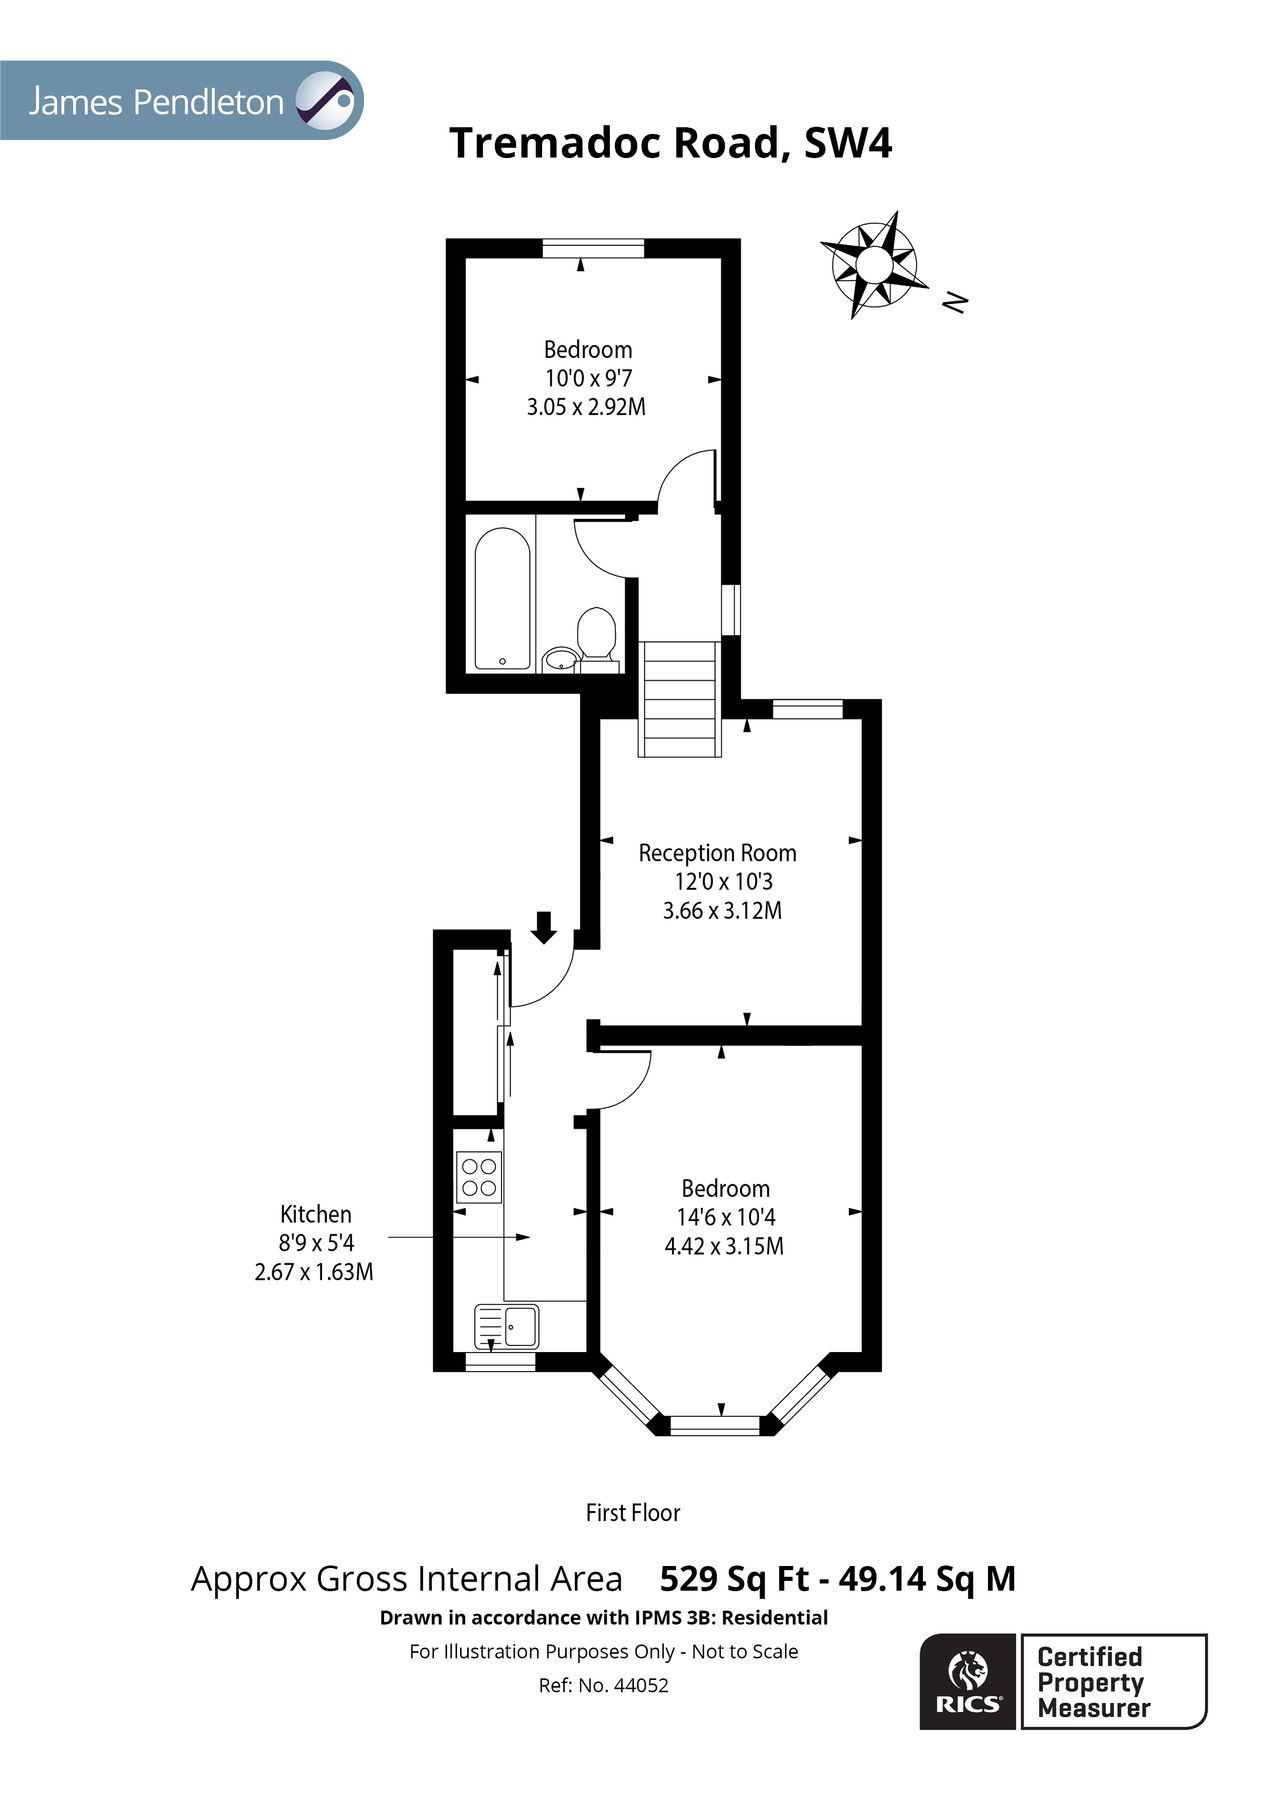 James Pendleton
Tremadoc Road, SW4
N
Bedroom
10'0 x 9'7
3.05 x 2.92M
Reception Room
12'0 x 10'3
3.66 x 3.12M
Bedroom
14'6 x 10'4
4.42 x 3.15M
Kitchen
8'9 x 5'4
2.67 x 1.63M
First Floor
Approx Gross Internal Area 529 Sq Ft - 49.14 Sq M
Drawn in accordance with IPMS 3B: Residential
For Illustration Purposes Only - Not to Scale
Ref: No. 44052
RICS®
Certified
Property
Measurer